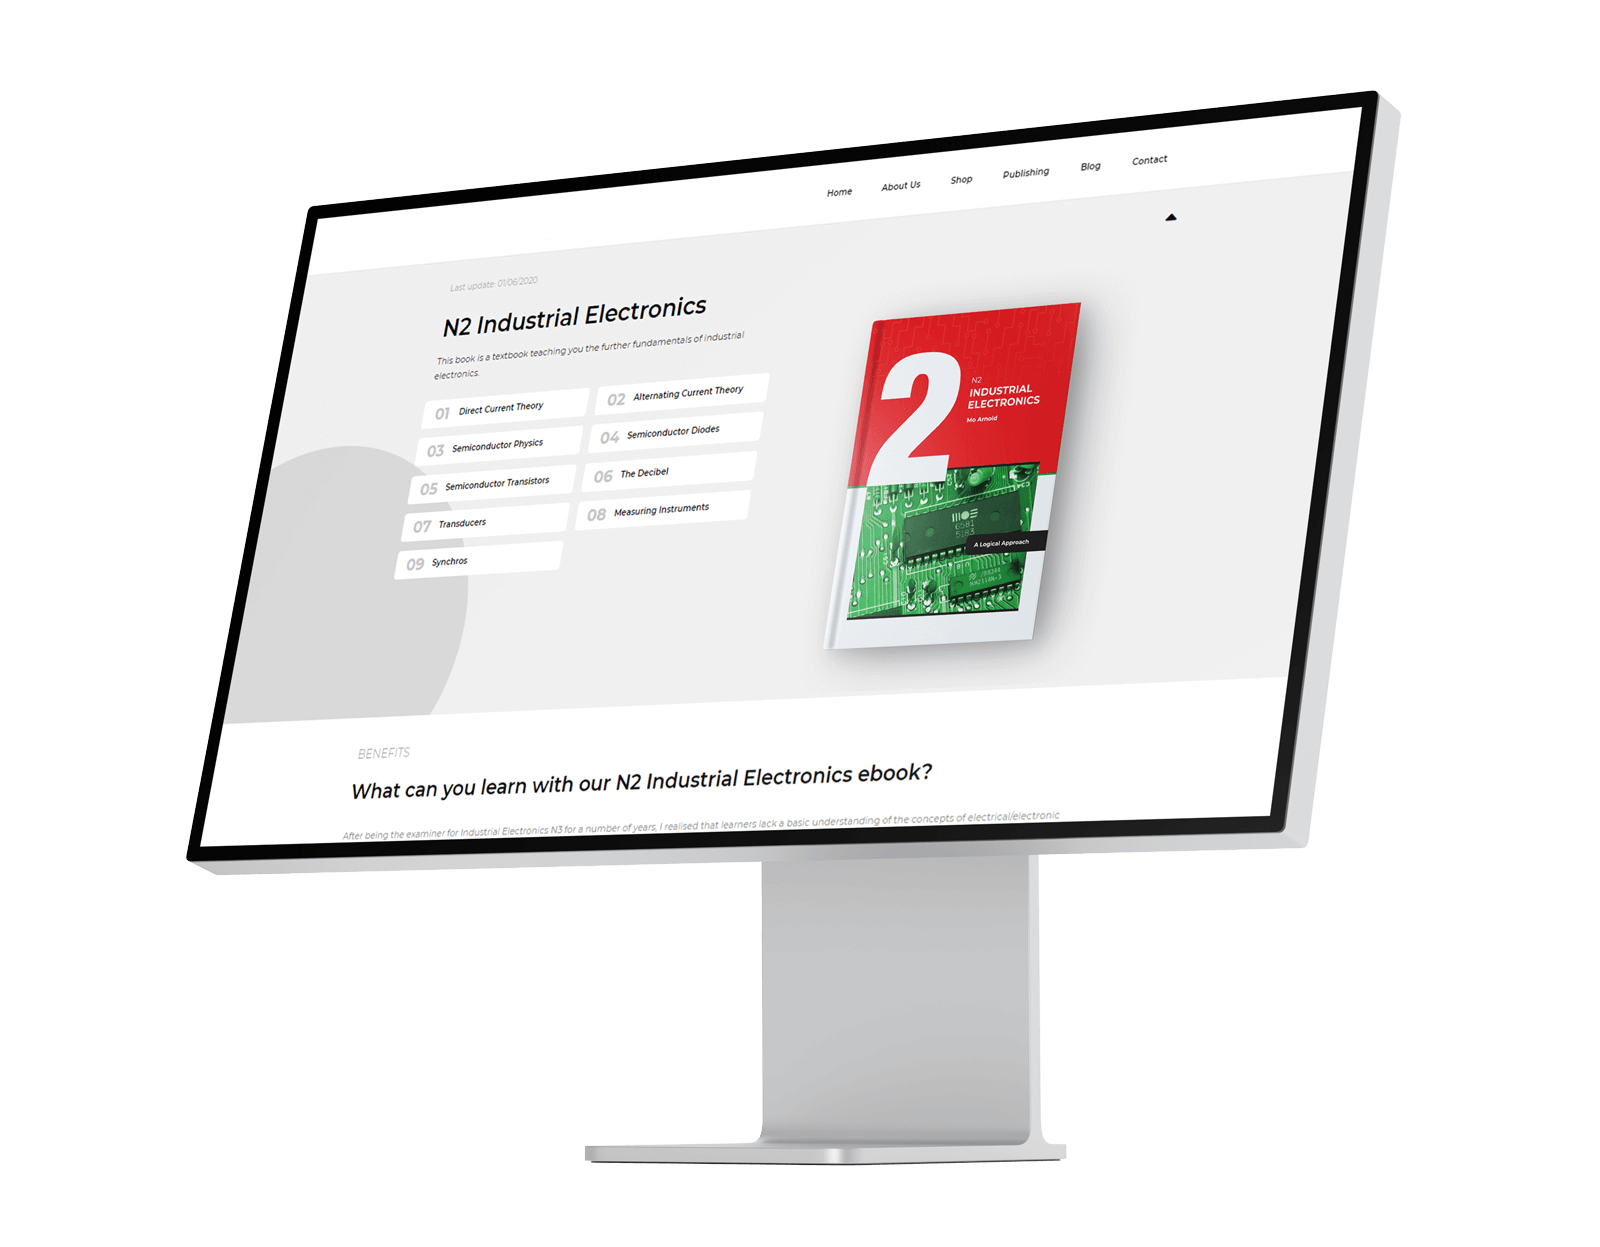 Home About Us Shop Publishing Blog Contact
Last update: 01/06/2020
N2 Industrial Electronics
This book is a textbook teaching you the further fundamentals of industrial
electronics.
01 Direct Current Theory
02 Alternating Current Theory
03 Semiconductor Physics
04 Semiconductor Diodes
05 Semiconductor Transistors
06 The Decibel
07 Transducers
08 Measuring Instruments
09 Synchros
2
N2
INDUSTRIAL
ELECTRONICS
Mo Arnold
6581
5183
A Logical Approach
BENEFITS
What can you learn with our N2 Industrial Electronics ebook?
After being the examiner for Industrial Electronics N3 for a number of years, I realised that learners lack a basic understanding of the concepts of electrical/electronic